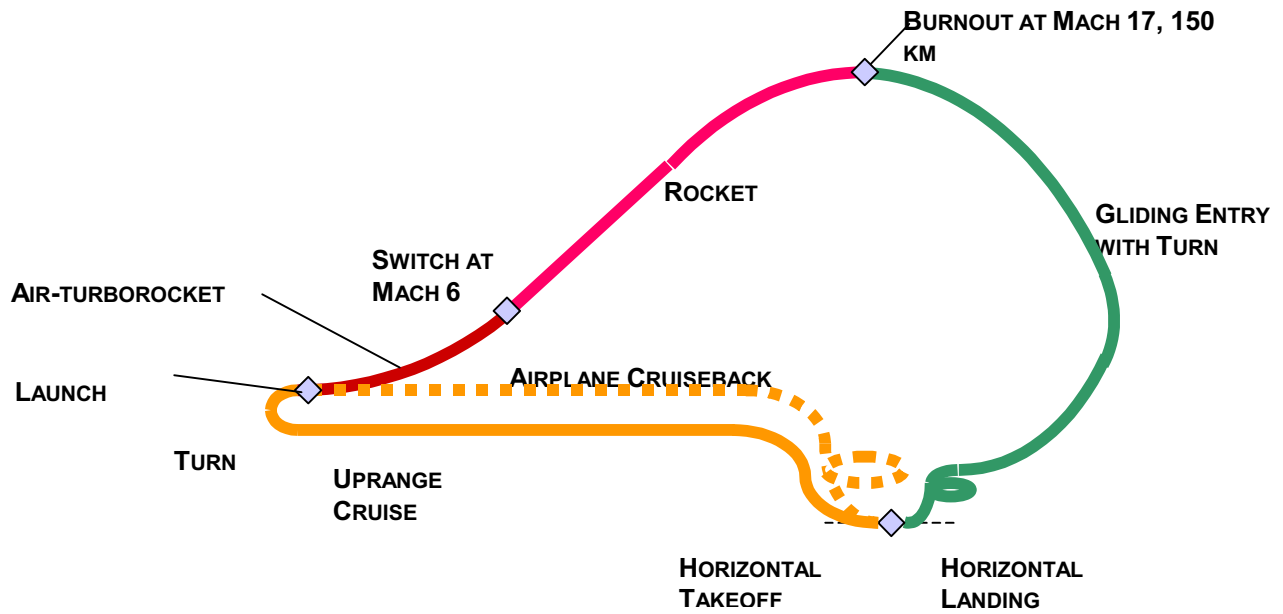 BURNOUT AT MACH 17, 150
KM
ROCKET
GLIDING ENTRY
WITH TURN
SWITCH AT
MACH 6
AIR-TURBOROCKET
AIRPLANE CRUISEBACK
LAUNCH
TURN
UPRANGE
CRUISE
HORIZONTAL
TAKEOFF
HORIZONTAL
LANDING